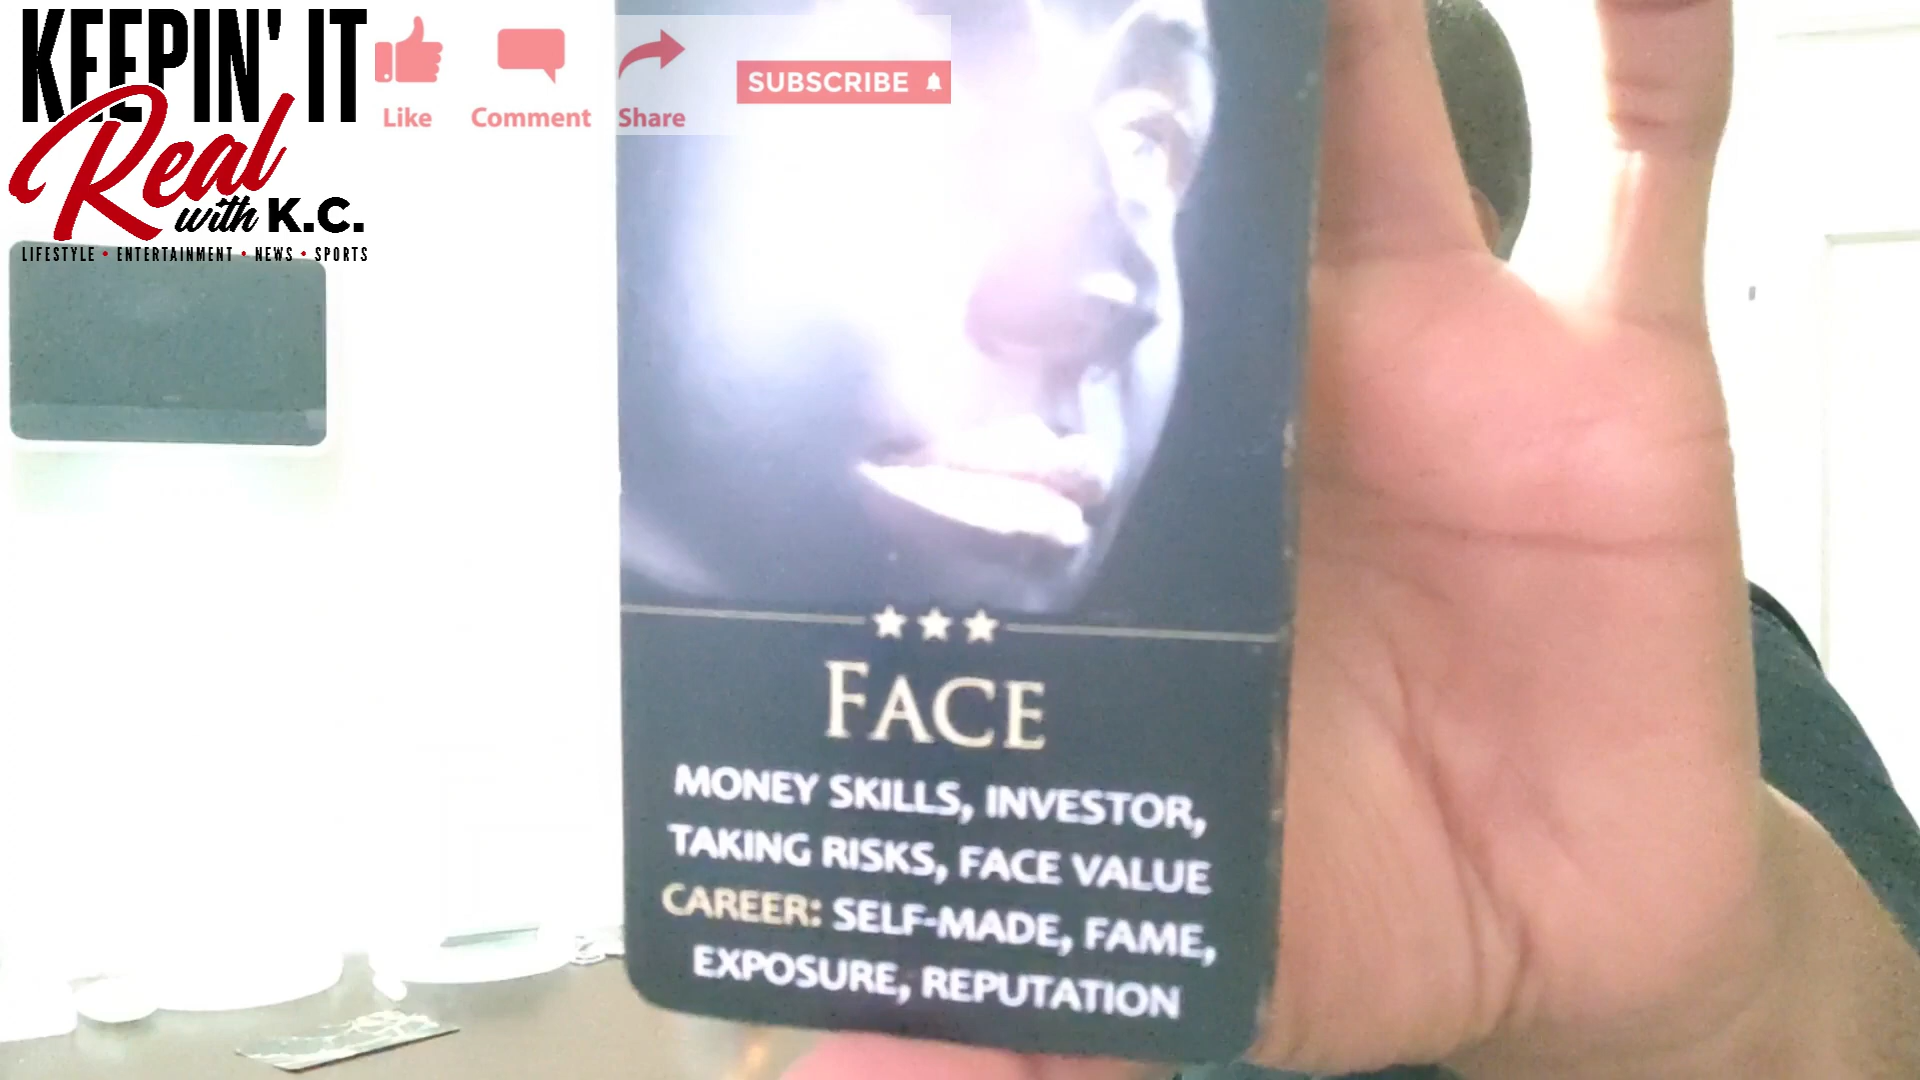 KEEPIN' IT
Real
with K.C.
LIFESTYLE • ENTERTAINMENT • NEWS • SPORTS
Like Comment Share
SUBSCRIBE
FACE
MONEY SKILLS, INVESTOR,
TAKING RISKS, FACE VALUE
CAREER: SELF-MADE, FAME,
EXPOSURE, REPUTATION